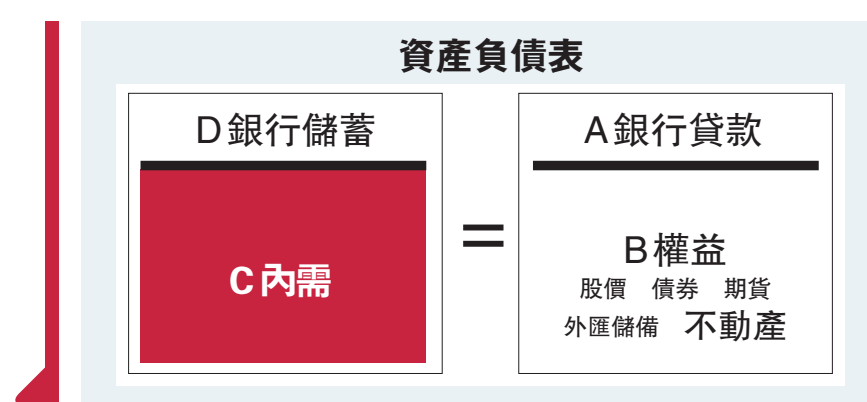 資產負債表
D銀行儲蓄
C內需
=
A銀行貸款
B權益
股價 債券 期貨
外匯儲備 不動產